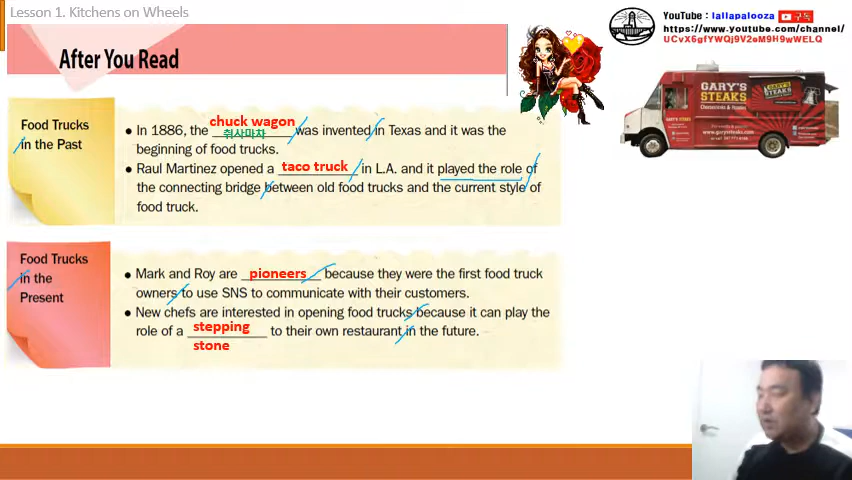 Lesson 1. Kitchens on Wheels
YouTube : lallapalooza 구독
https://www.youtube.com/channel/
UCvX6gfYWQj9V2eM9H9wWELQ
After You Read
GARY'S
STEAKS
Food Trucks
in the Past
chuck wagon
• In 1886, the 취사마차 was invented in Texas and it was the
beginning of food trucks.
• Raul Martinez opened a taco truck in L.A. and it played the role of
the connecting bridge between old food trucks and the current style of
food truck.
Food Trucks
in the
Present
• Mark and Roy are pioneers because they were the first food truck
owners to use SNS to communicate with their customers.
• New chefs are interested in opening food trucks because it can play the
role of a stepping to their own restaurant in the future.
stone